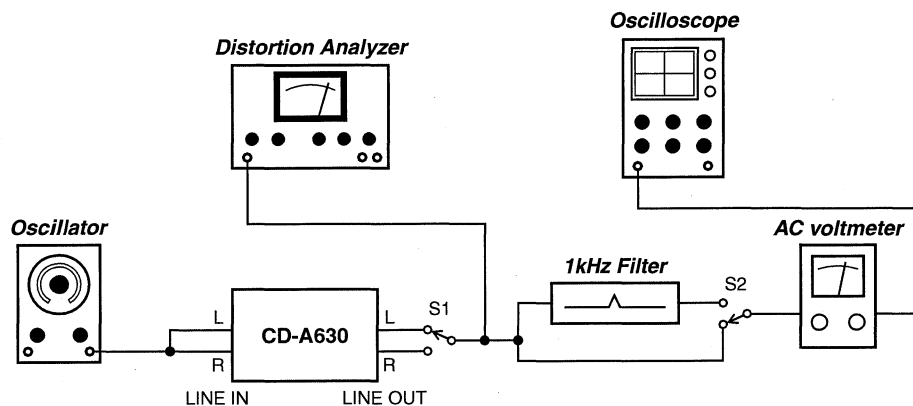 Oscilloscope
Distortion Analyzer
Oscillator
AC voltmeter
1kHz Filter
S2
L
CD-A630
L
S1
R
R
LINE IN
LINE OUT